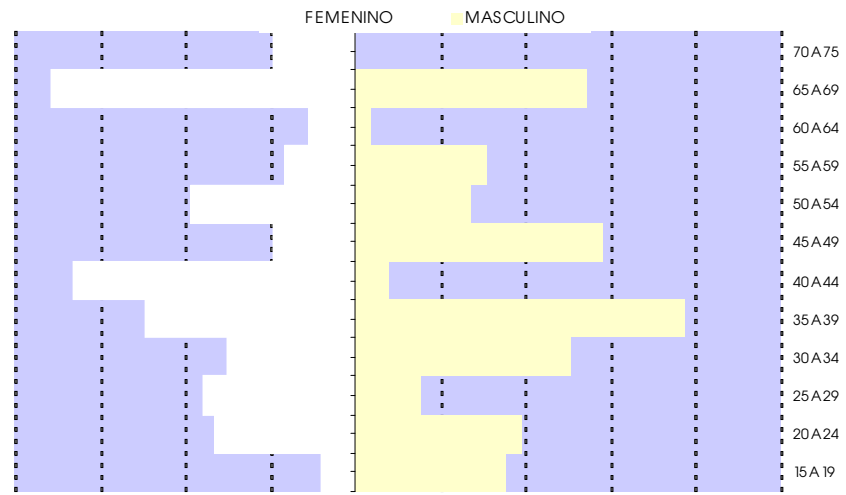 FEMENINO MASCULINO
70 A 75
65 A 69
60 A 64
55 A 59
50 A 54
45 A 49
40 A 44
35 A 39
30 A 34
25 A 29
20 A 24
15 A 19